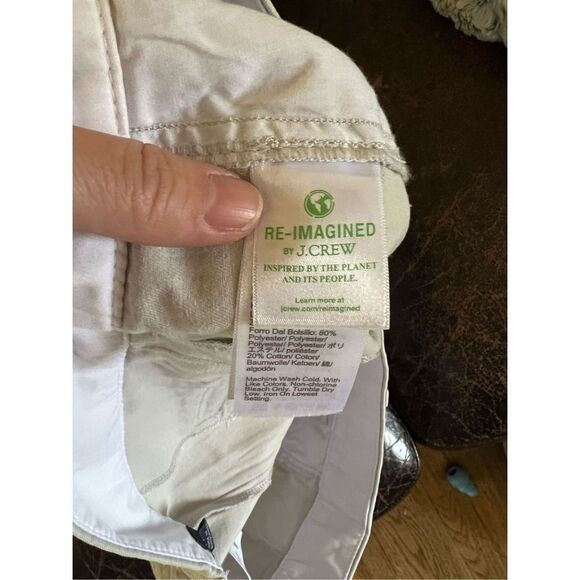 RE-IMAGINED
BY J.CREW
INSPIRED BY THE PLANET
AND ITS PEOPLE.
Learn more at
jcrew.com/reimagined
Forro Del Bolsillo: 80%
Polyester/ Polyester/
Polyester/ Polyester/ ポリ
エステル/ poliéster
20% Cotton/ Coton/
Baumwolle/ Katoen/ 綿/
algodón
Machine Wash Cold. With
Like Colors. Non-chlorine
Bleach Only. Tumble Dry
Low. Iron On Lowest
Setting.